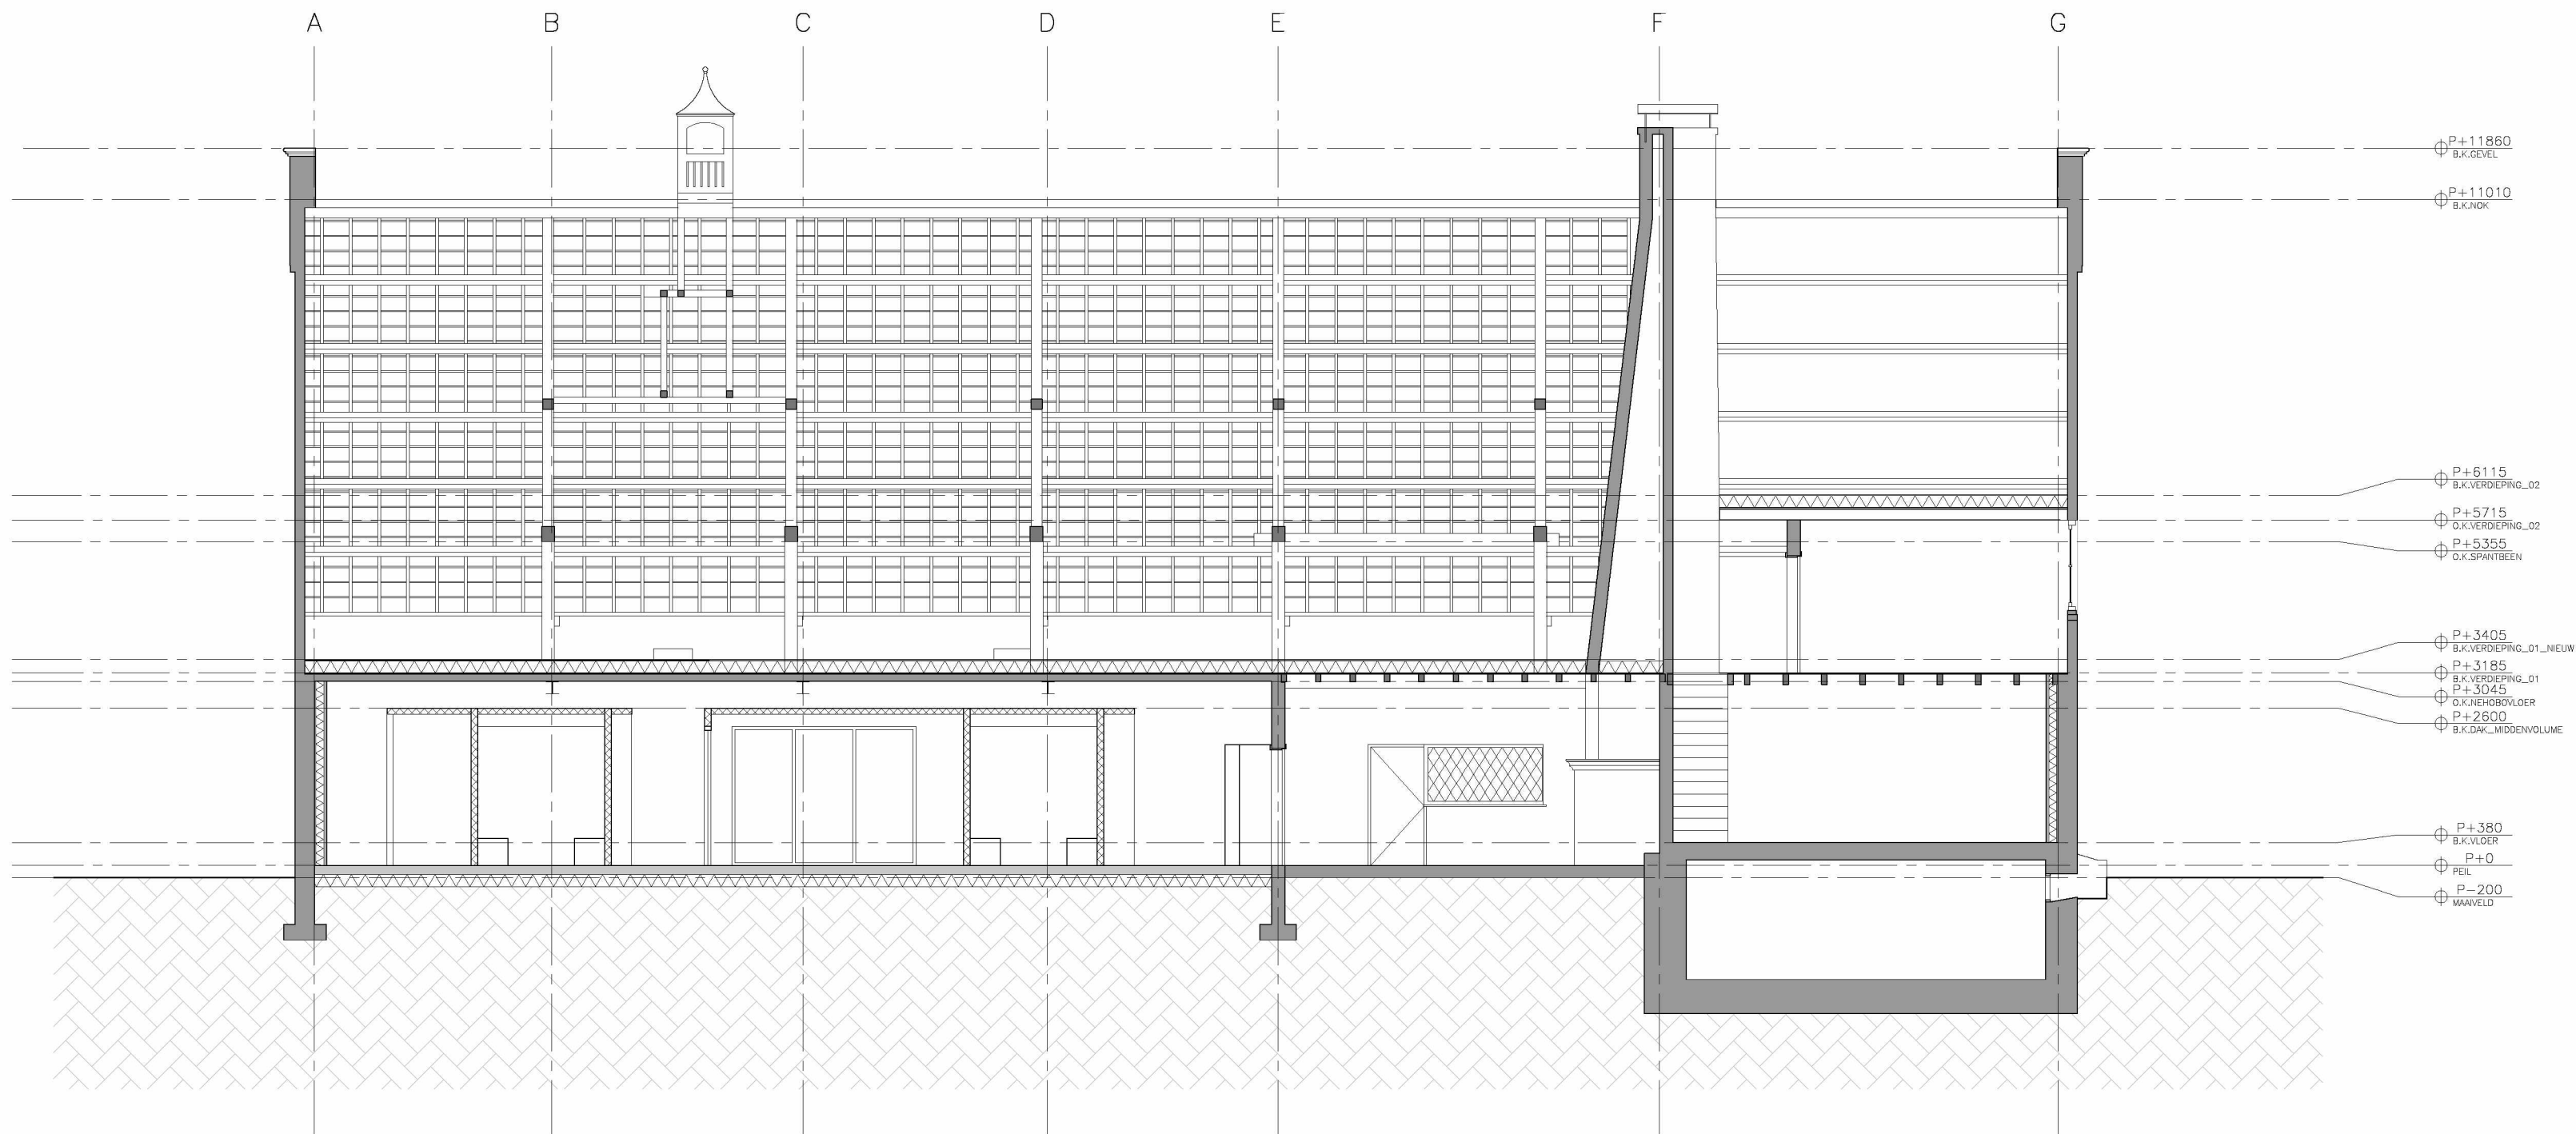 A B C D E F G
P+11860
B.K.GEVEL
P+11010
B.K.NOK
P+6115
B.K.VERDIEPING_02
P+5715
O.K.VERDIEPING_02
P+5355
O.K.SPANTBEEN
P+3405
B.K.VERDIEPING_01_NIEUW
P+3185
B.K.VERDIEPING_01
P+3045
O.K.NEHOBOVLOER
P+2600
B.K.DAK_MIDDENVOLUME
P+380
B.K.VLOER
P+0
PEIL
P-200
MAAIVELD